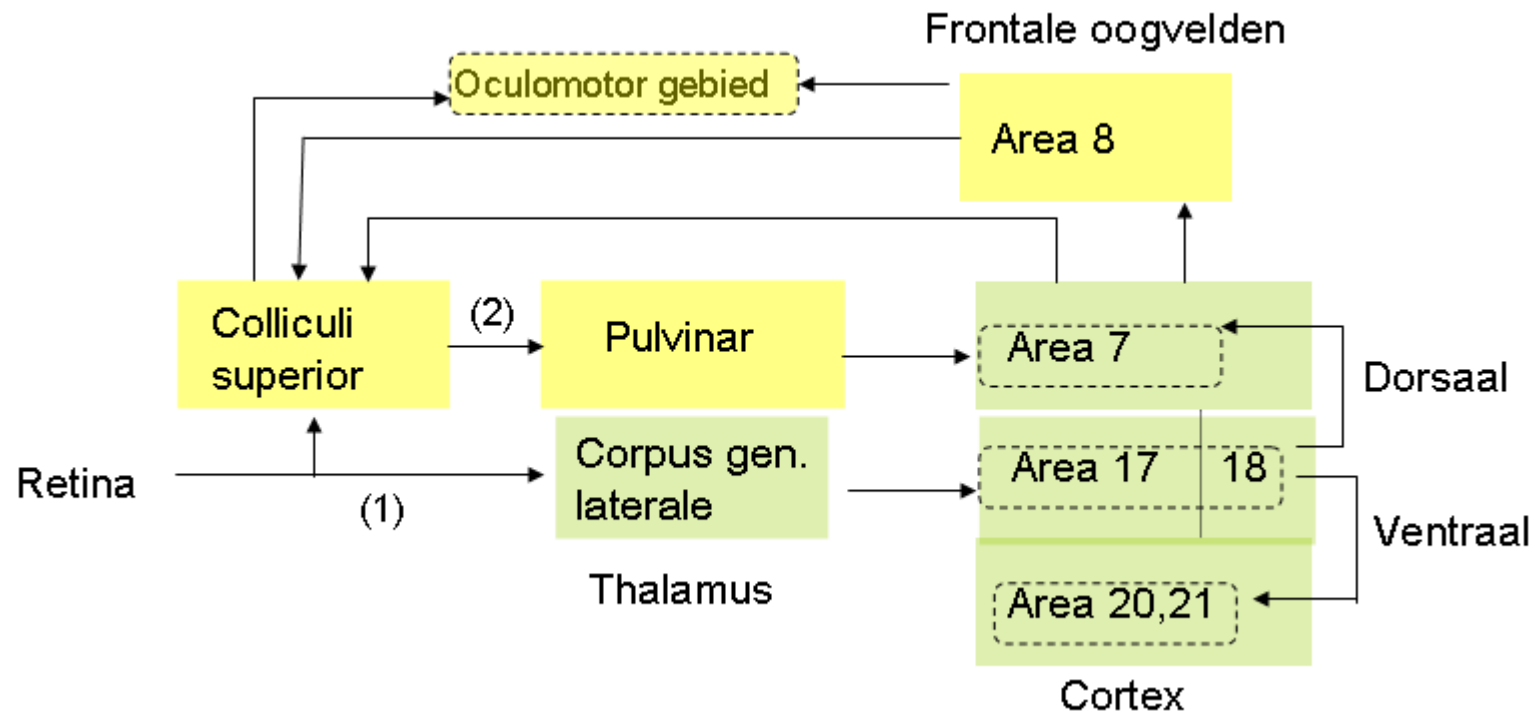 Frontale oogvelden
Oculomotor gebied
Area 8
Colliculi
superior
(2)
Pulvinar
Area 7
Dorsaal
Retina
(1)
Corpus gen.
laterale
Area 17
18
Ventraal
Thalamus
Area 20,21
Cortex